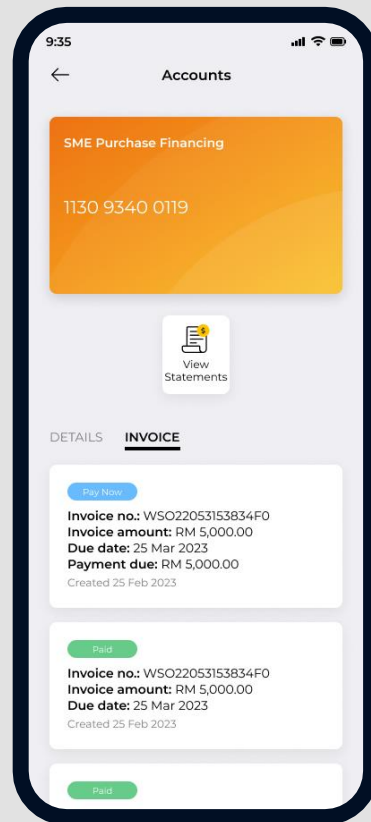 9:35
Accounts
SME Purchase Financing
1130 9340 0119
$
View
Statements
DETAILS INVOICE
Pay Now
Invoice no.: WSO22053153834F0
Invoice amount: RM 5,000.00
Due date: 25 Mar 2023
Payment due: RM 5,000.00
Created 25 Feb 2023
Paid
Invoice no.: WSO22053153834F0
Invoice amount: RM 5,000.00
Due date: 25 Mar 2023
Created 25 Feb 2023
Paid